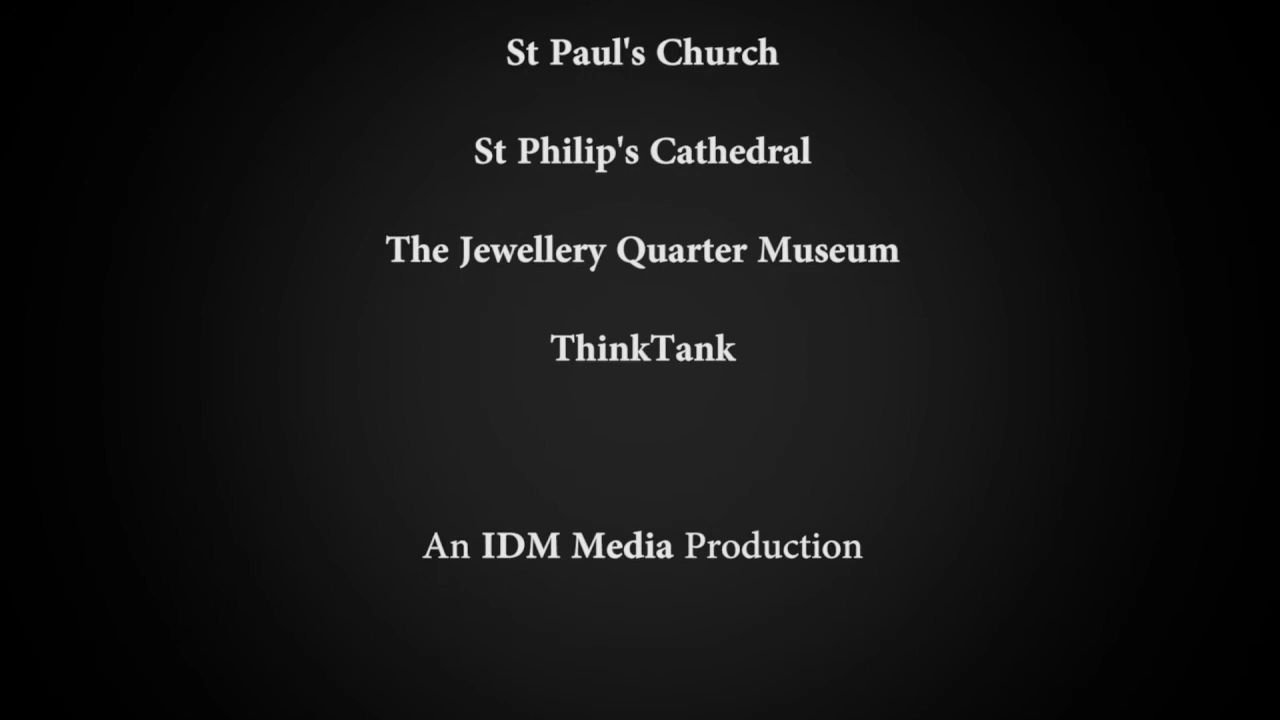 St Paul's Church
St Philip's Cathedral
The Jewellery Quarter Museum
ThinkTank
An IDM Media Production